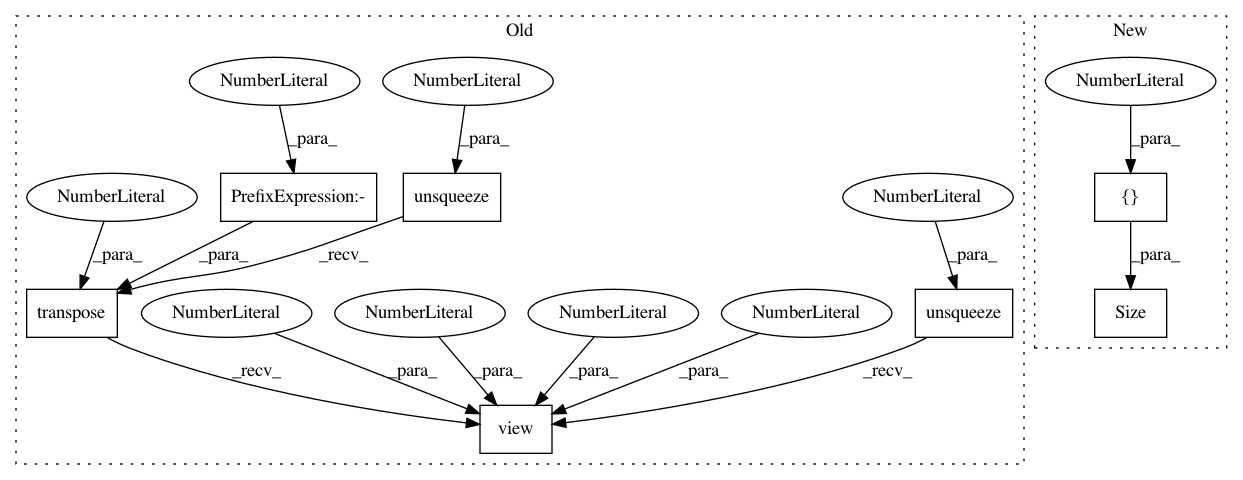 Old
New
NumberLiteral
NumberLiteral
NumberLiteral
_para_
_para_
_para_
NumberLiteral
PrefixExpression:-
unsqueeze
NumberLiteral
{}
_para_
_para_
_recv_
_para_
_para_
transpose
NumberLiteral
NumberLiteral
NumberLiteral
NumberLiteral
unsqueeze
Size
_recv_
_para_
_para_
_para_
_para_
_recv_
view